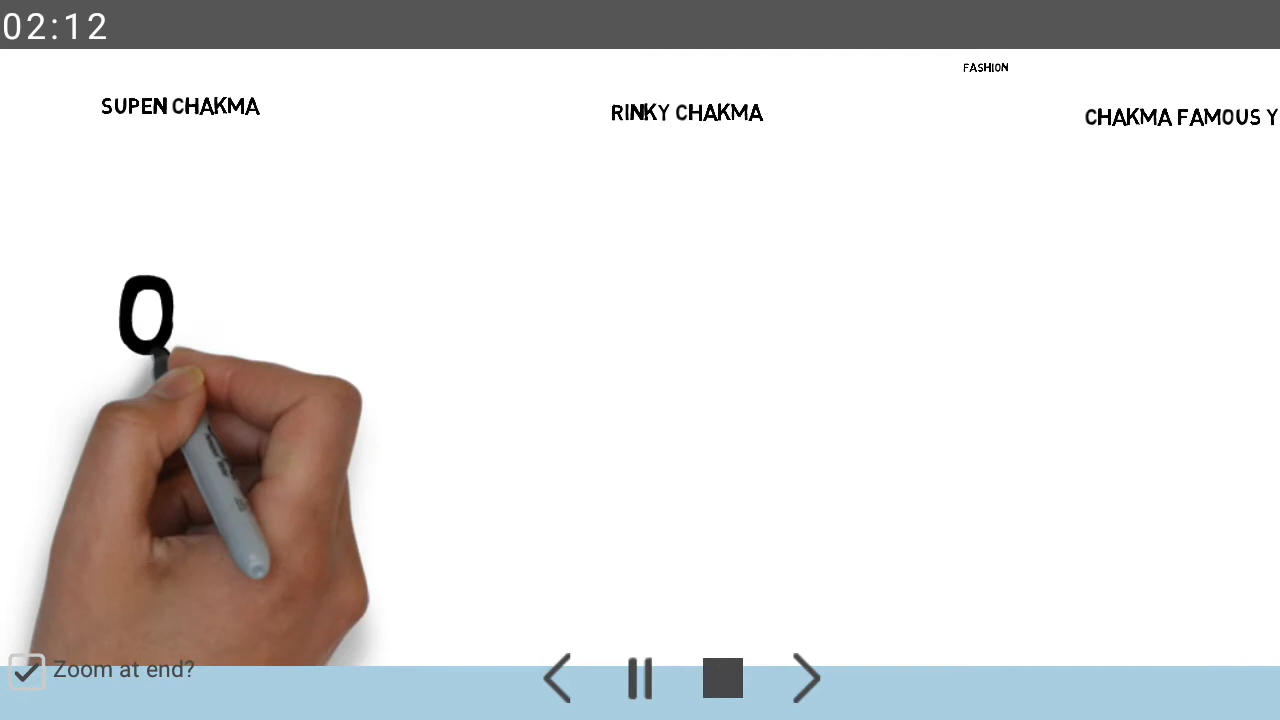 02:12
FASHION
SUPEN CHAKMA
RINKY CHAKMA
CHAKMA FAMOUS Y
O
Zoom at end?